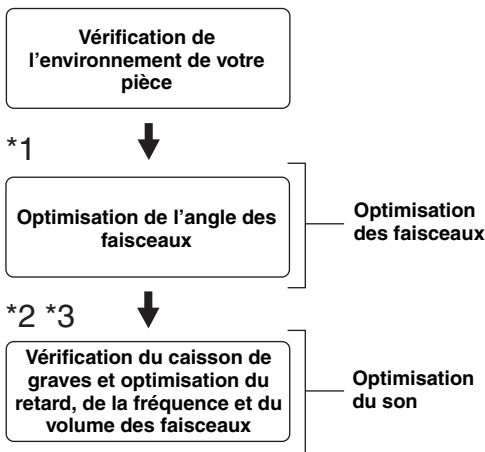 Vérification de
l'environnement de votre
pièce
*1
Optimisation de l'angle des
faisceaux
Optimisation
des faisceaux
*2 *3
Vérification du caisson de
graves et optimisation du
retard, de la fréquence et du
volume des faisceaux
Optimisation
du son